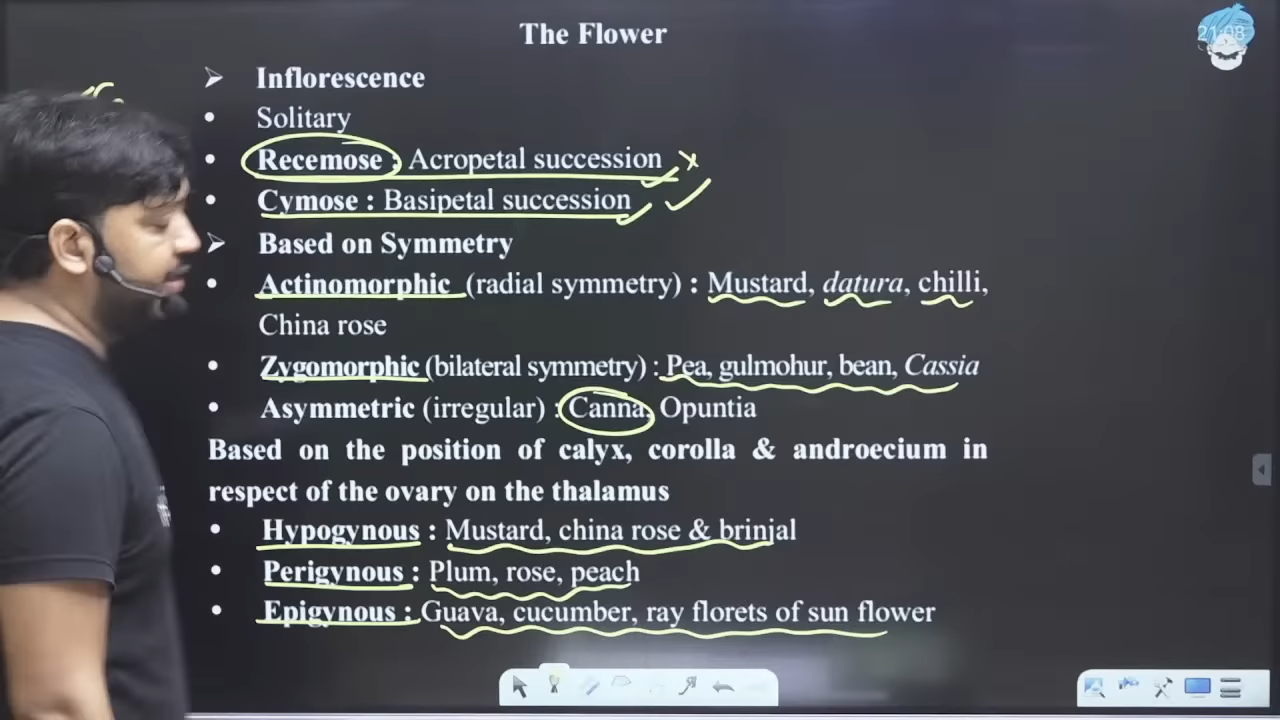 The Flower
21:08
➢ Inflorescence
• Solitary
• Recemose : Acropetal succession
• Cymose : Basipetal succession
➢ Based on Symmetry
• Actinomorphic (radial symmetry) : Mustard, datura, chilli,
China rose
• Zygomorphic (bilateral symmetry) : Pea, gulmohur, bean, Cassia
• Asymmetric (irregular) : Canna, Opuntia
Based on the position of calyx, corolla & androecium in
respect of the ovary on the thalamus
• Hypogynous : Mustard, china rose & brinjal
• Perigynous : Plum, rose, peach
• Epigynous : Guava, cucumber, ray florets of sun flower